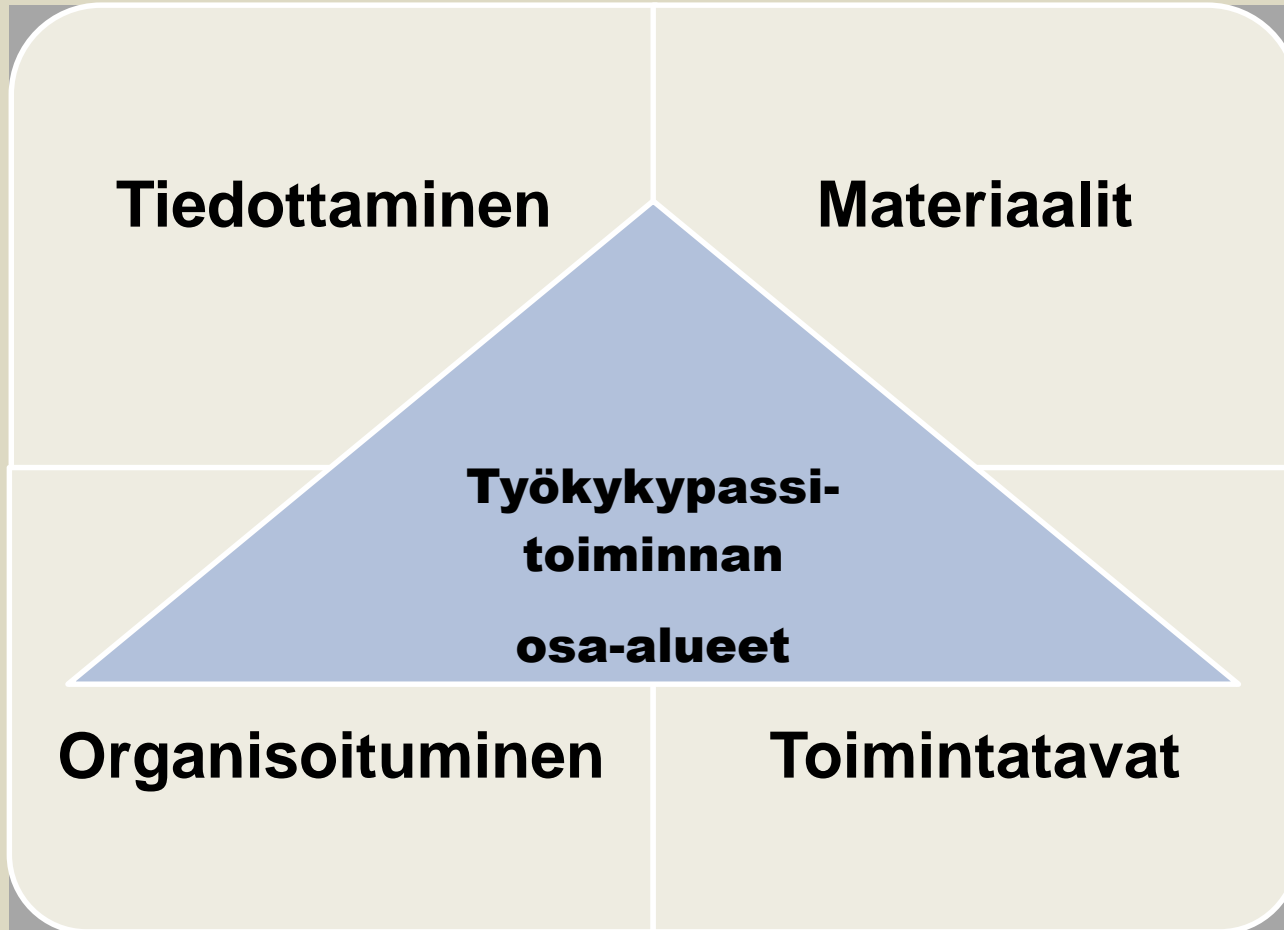 Tiedottaminen
Materiaalit
Työkykypassi-
toiminnan
osa-alueet
Organisoituminen
Toimintatavat